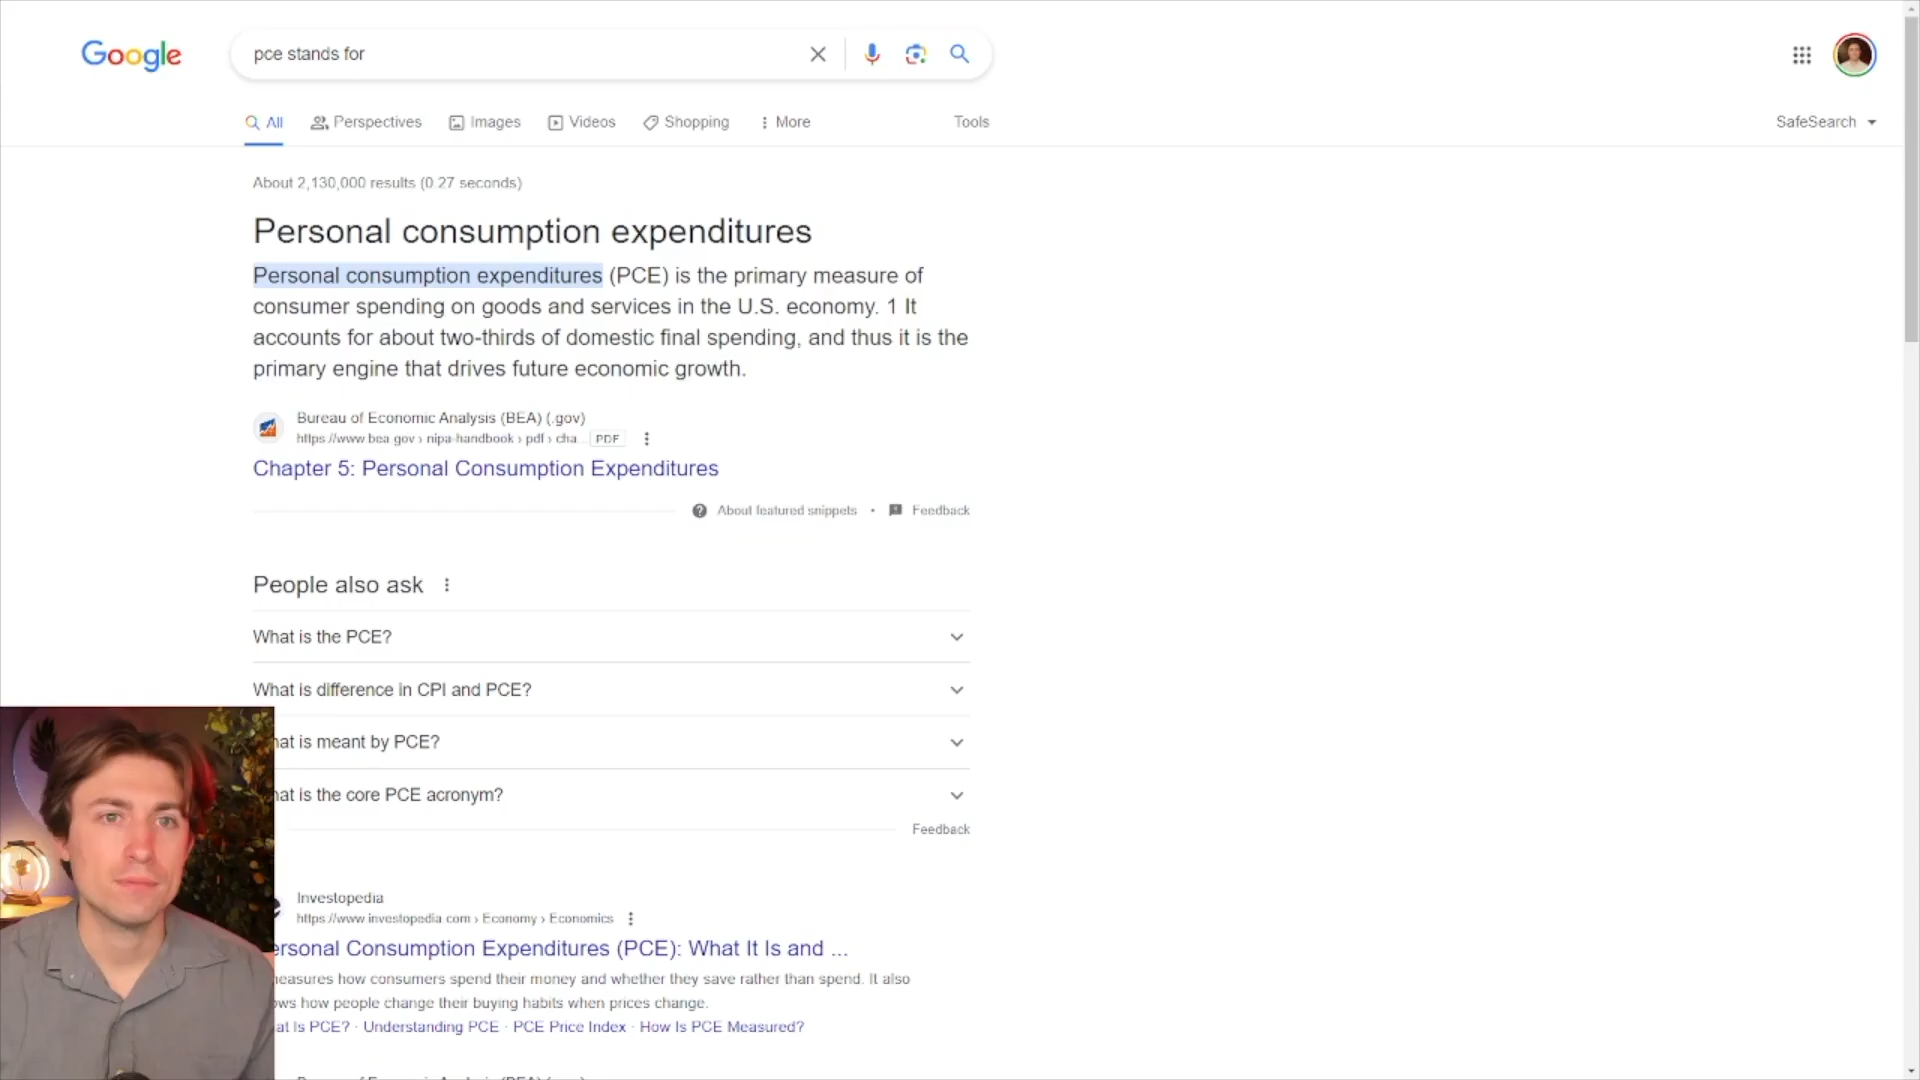 Google
pce stands for
All
Perspectives
Images
Videos
Shopping
More
Tools
SafeSearch
About 2,130,000 results (0.27 seconds)
Personal consumption expenditures
Personal consumption expenditures (PCE) is the primary measure of
consumer spending on goods and services in the U.S. economy. 1 It
accounts for about two-thirds of domestic final spending, and thus it is the
primary engine that drives future economic growth.
Bureau of Economic Analysis (BEA) (.gov)
https://www.bea.gov › nipa-handbook › pdf › cha... PDF
Chapter 5: Personal Consumption Expenditures
About featured snippets • Feedback
People also ask
What is the PCE?
What is difference in CPI and PCE?
at is meant by PCE?
at is the core PCE acronym?
Feedback
Investopedia
https://www.investopedia.com › Economy › Economics
ersonal Consumption Expenditures (PCE): What It Is and ...
easures how consumers spend their money and whether they save rather than spend. It also
ows how people change their buying habits when prices change.
at Is PCE? · Understanding PCE · PCE Price Index · How Is PCE Measured?